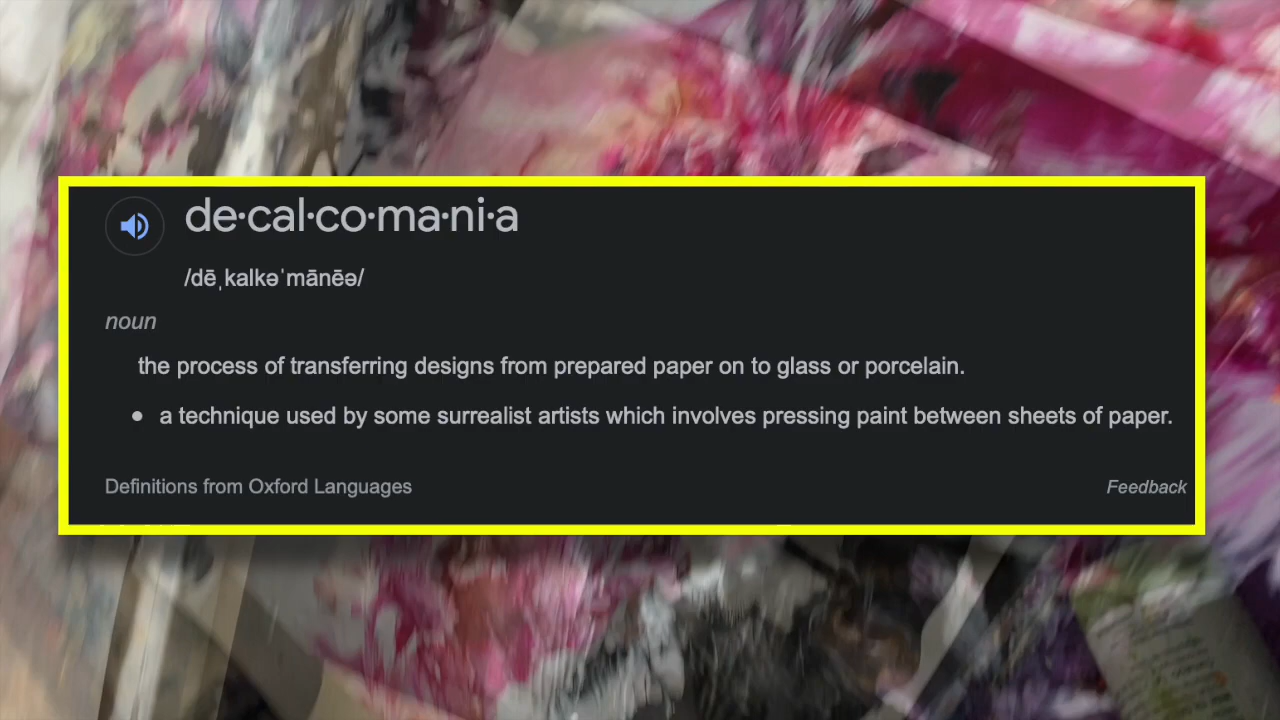 de·cal·co·ma·ni·a
/dēˌkalkəˈmānēə/
noun
the process of transferring designs from prepared paper on to glass or porcelain.
● a technique used by some surrealist artists which involves pressing paint between sheets of paper.
Definitions from Oxford Languages
Feedback